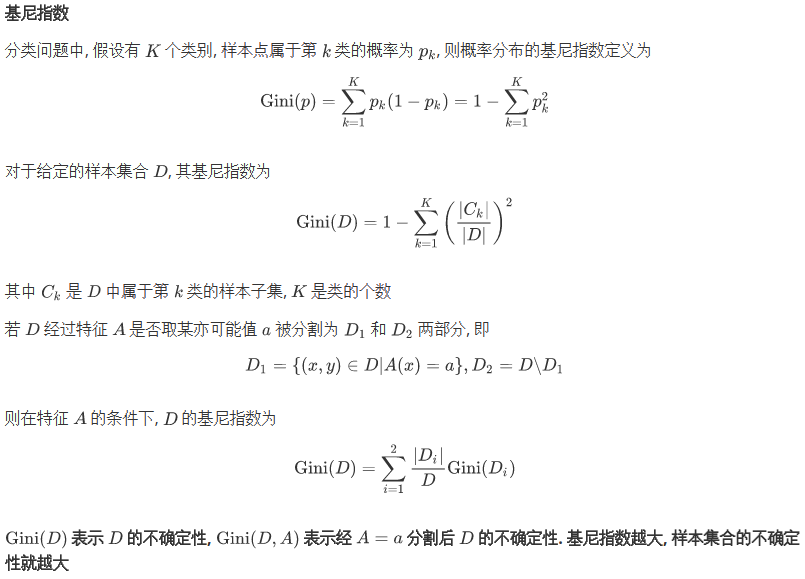 基尼指数
分类问题中, 假设有 K 个类别, 样本点属于第 k 类的概率为 p_k, 则概率分布的基尼指数定义为
Gini(p) = \sum_{k=1}^{K} p_k(1 − p_k) = 1 − \sum_{k=1}^{K} p_k^2
对于给定的样本集合 D, 其基尼指数为
Gini(D) = 1 − \sum_{k=1}^{K} \left( \frac{|C_k|}{|D|} \right)^2
其中 C_k 是 D 中属于第 k 类的样本子集, K 是类的个数
若 D 经过特征 A 是否取某亦可能值 a 被分割为 D_1 和 D_2 两部分, 即
D_1 = {(x, y) ∈ D|A(x) = a}, D_2 = D\D_1
则在特征 A 的条件下, D 的基尼指数为
Gini(D) = \sum_{i=1}^{2} \frac{|D_i|}{D} Gini(D_i)
Gini(D) 表示 D 的不确定性, Gini(D, A) 表示经 A = a 分割后 D 的不确定性. 基尼指数越大, 样本集合的不确定
性就越大